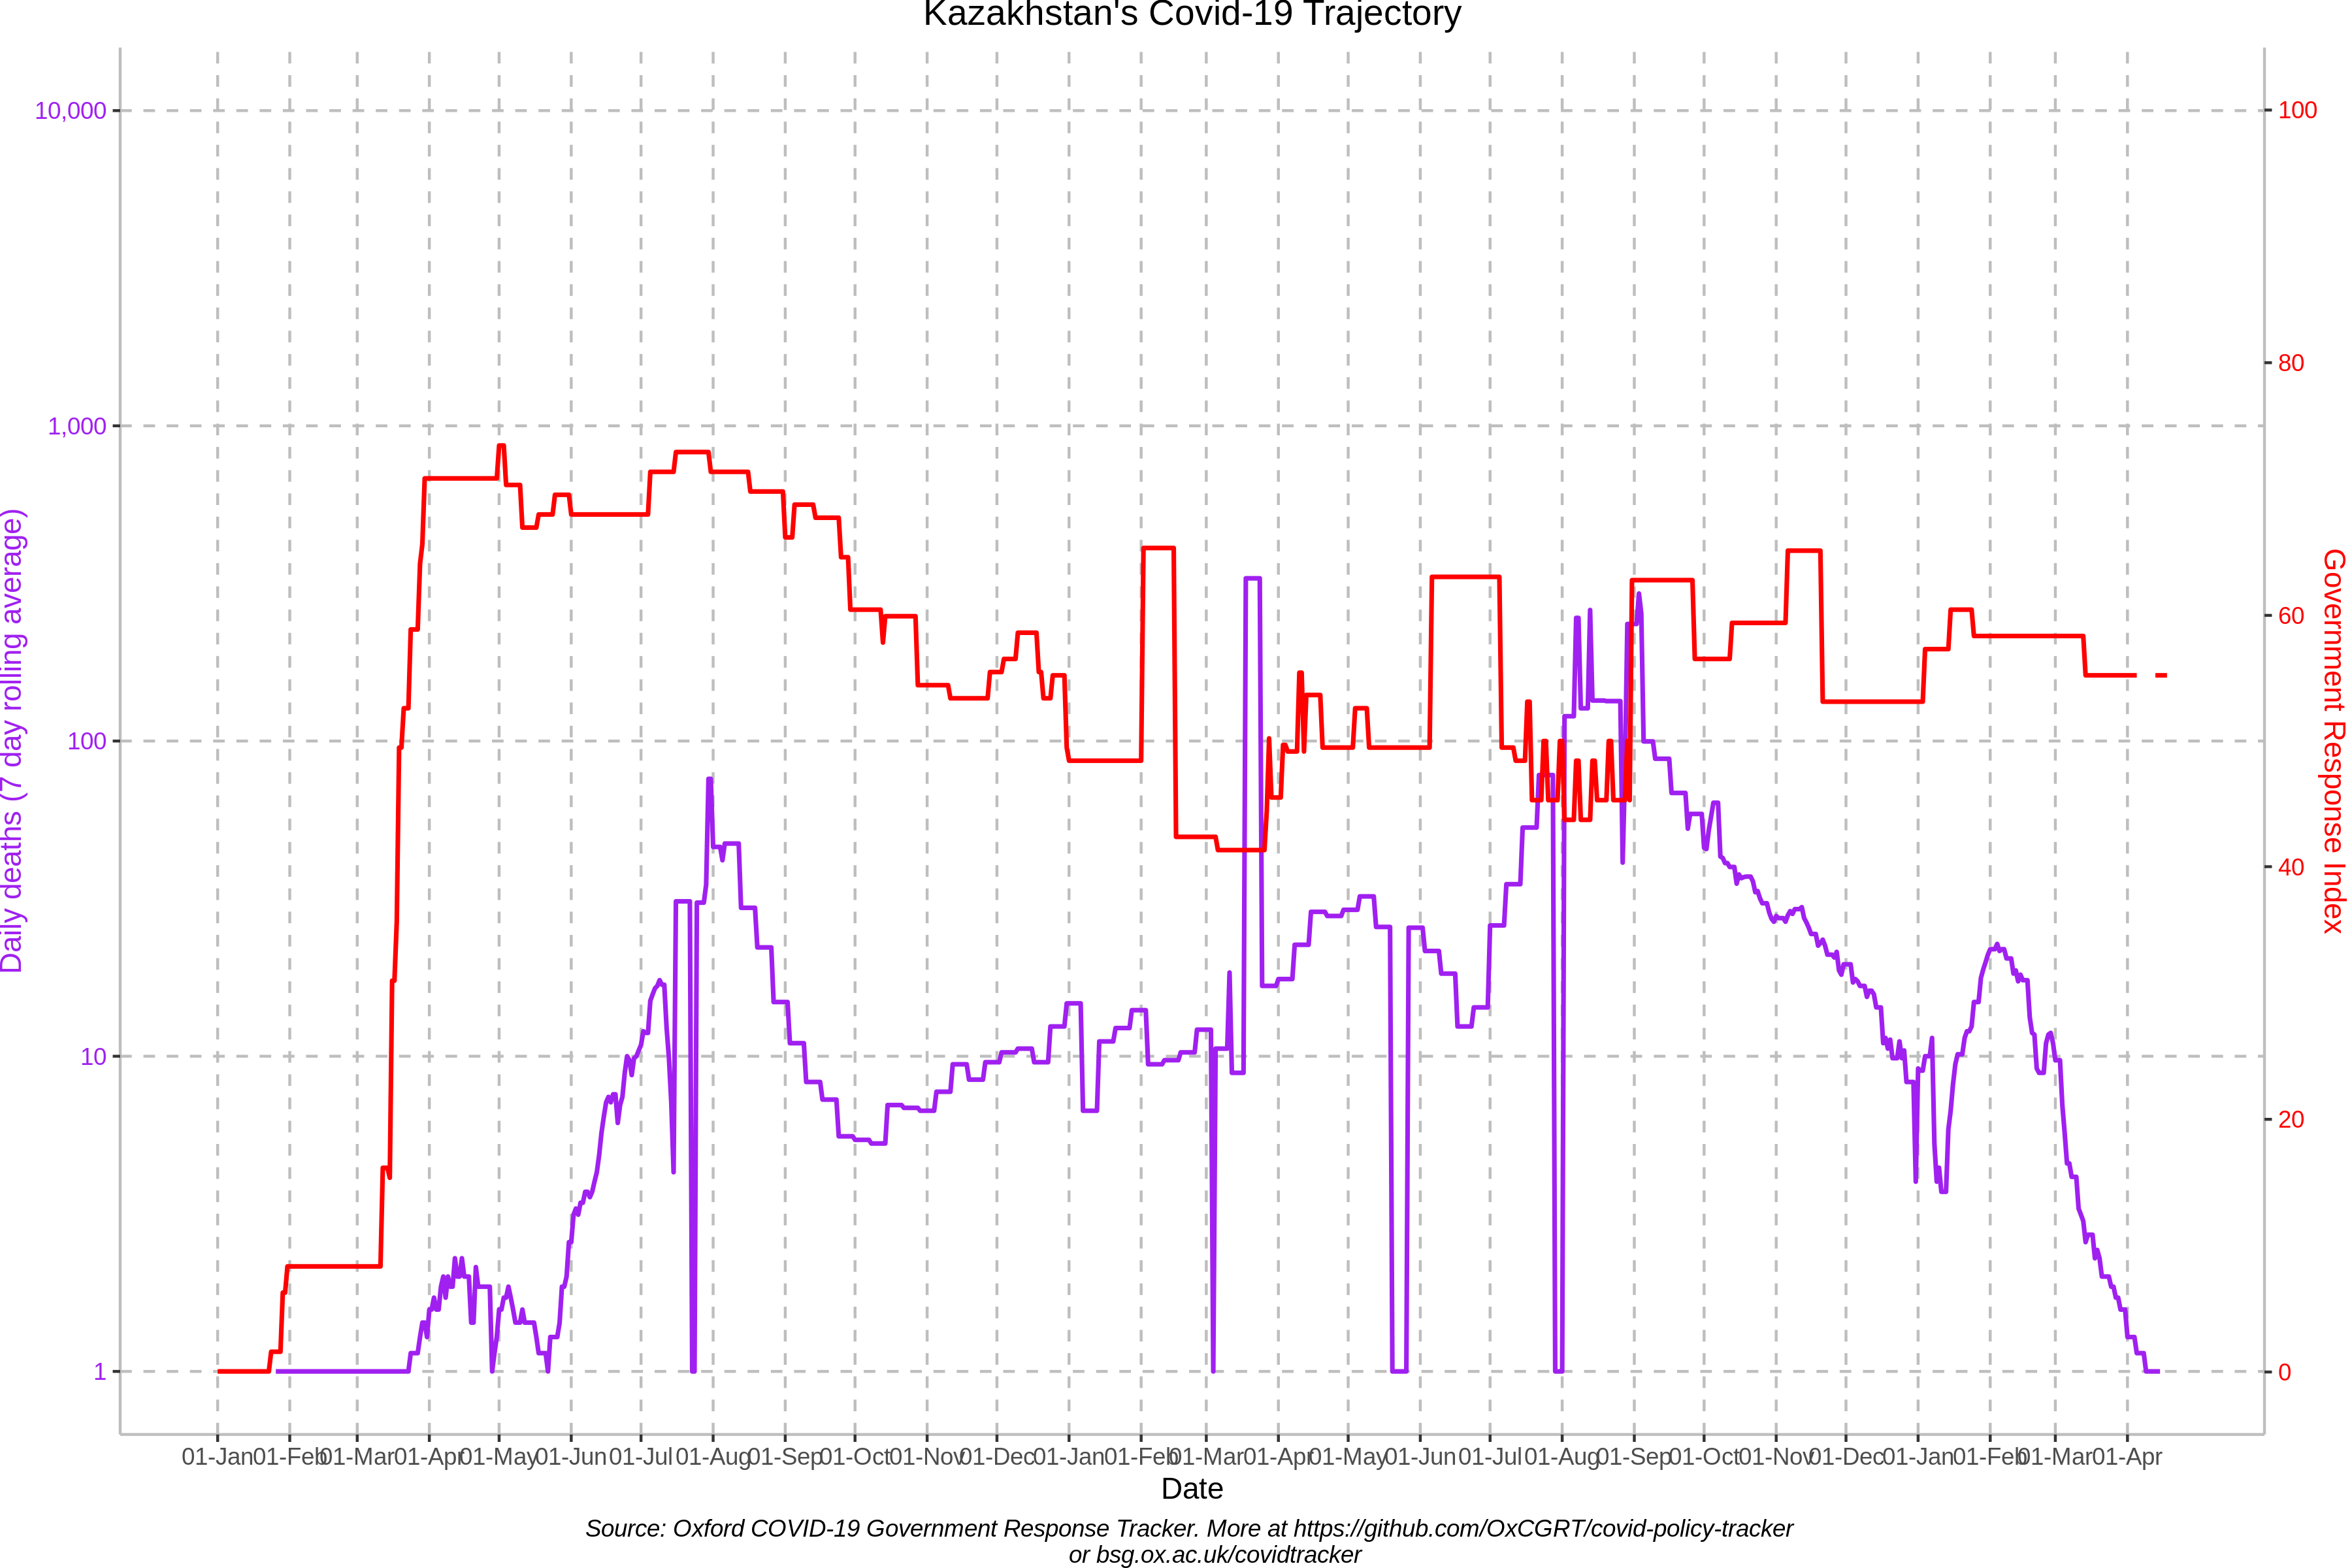 Kazakhstan's Covid-19 Trajectory
10,000
1,000
100
10
1
Daily deaths (7 day rolling average)
100
80
60
40
20
0
Government Response Index
01-Jan 01-Feb 01-Mar 01-Apr 01-May 01-Jun 01-Jul 01-Aug 01-Sep 01-Oct 01-Nov 01-Dec 01-Jan 01-Feb 01-Mar 01-Apr 01-May 01-Jun 01-Jul 01-Aug 01-Sep 01-Oct 01-Nov 01-Dec 01-Jan 01-Feb 01-Mar 01-Apr
Date
Source: Oxford COVID-19 Government Response Tracker. More at https://github.com/OxCGRT/covid-policy-tracker
or bsg.ox.ac.uk/covidtracker